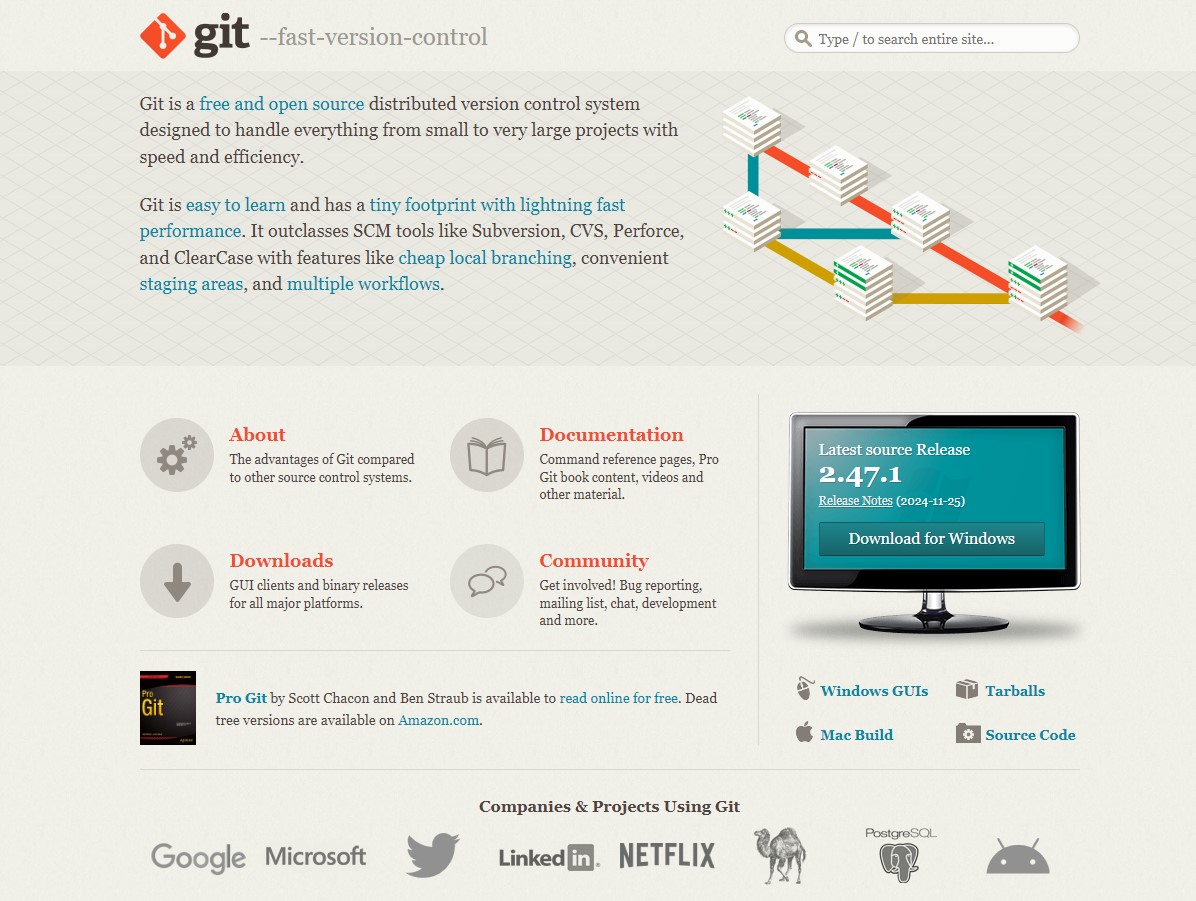 git --fast-version-control
Type / to search entire site...
Git is a free and open source distributed version control system
designed to handle everything from small to very large projects with
speed and efficiency.
Git is easy to learn and has a tiny footprint with lightning fast
performance. It outclasses SCM tools like Subversion, CVS, Perforce,
and ClearCase with features like cheap local branching, convenient
staging areas, and multiple workflows.
About
The advantages of Git compared
to other source control systems.
Documentation
Command reference pages, Pro
Git book content, videos and
other material.
Downloads
GUI clients and binary releases
for all major platforms.
Community
Get involved! Bug reporting,
mailing list, chat, development
and more.
Pro
Git
Pro Git by Scott Chacon and Ben Straub is available to read online for free. Dead
tree versions are available on Amazon.com.
Latest source Release
2.47.1
Release Notes (2024-11-25)
Download for Windows
Windows GUIs
Tarballs
Mac Build
Source Code
Companies & Projects Using Git
Google
Microsoft
Linked in
NETFLIX
PostgreSQL